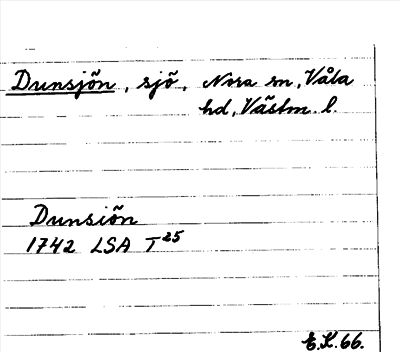 Dunsjön, sjö, Nora sn, Våla
hd, Västm. l.
Dunsiön
1742 LSA T²⁵
E.K. 66.